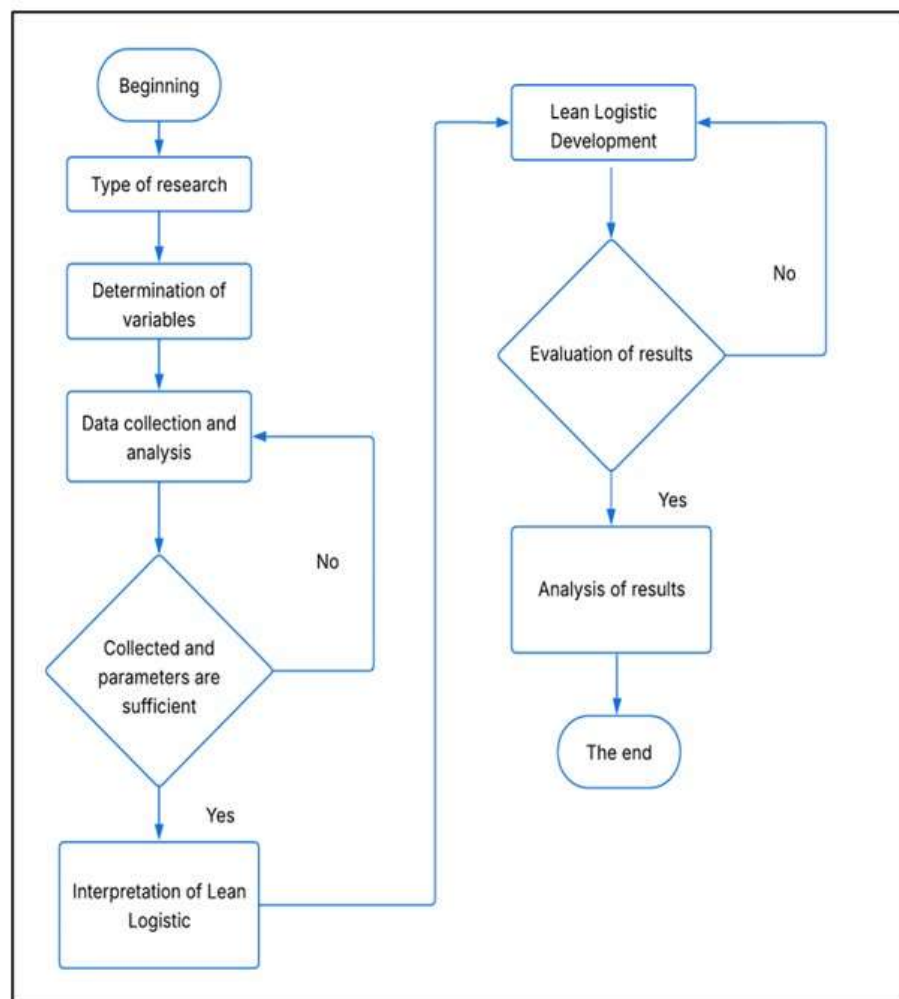 Beginning
Type of research
Determination of
variables
Data collection and
analysis
No
Collected and
parameters are
sufficient
Yes
Interpretation of Lean
Logistic
Lean Logistic
Development
No
Evaluation of results
Yes
Analysis of results
The end